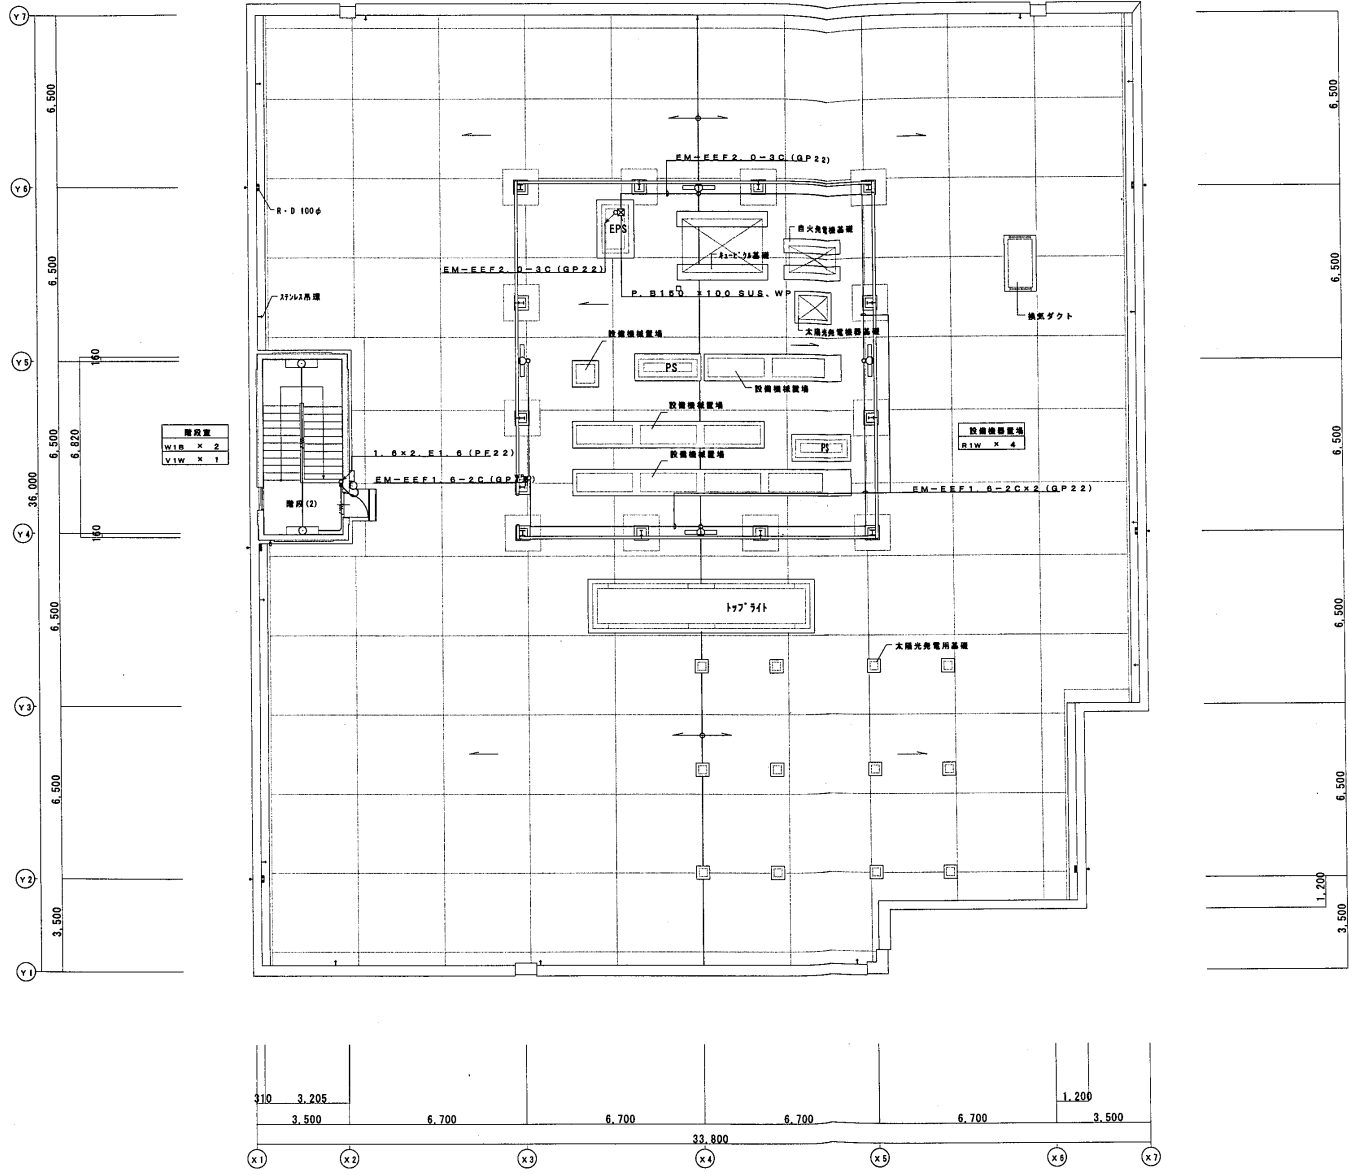 Y7
6,500
6,500
EM-EEF2.0-3C(GP22)
Y6
R・D 100φ
EPS
自火発電機基礎
キュービクル基礎
6,500
6,500
EM-EEF2.0-3C(GP22)
ステンレス吊環
P.B150 ×100 SUS.WP
換気ダクト
設備機械置場
太陽光発電機器基礎
Y5
160
PS
設備機械置場
設備機械置場
階段室
W1B × 2
V1W × 1
設備機器置場
R1W × 4
6,500
6,820
6,500
36,000
PS
1.6×2.E1.6(PF22)
設備機械置場
EM-EEF1.6-2C(GP22)
EM-EEF1.6-2C×2(GP22)
階段(2)
Y4
160
6,500
6,500
トップライト
太陽光発電用基礎
Y3
6,500
6,500
Y2
1,200
3,500
3,500
Y1
310 3,205
1,200
3,500 6,700 6,700 6,700 6,700 3,500
33,800
X1 X2 X3 X4 X5 X6 X7